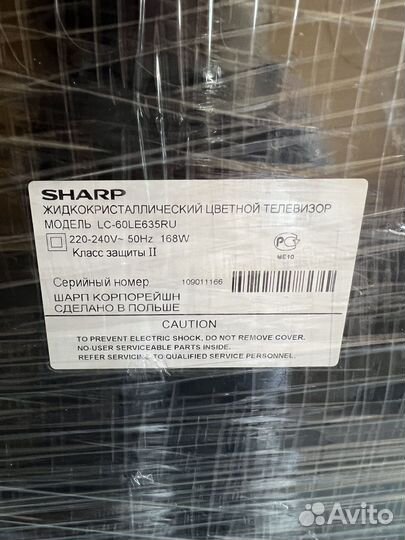 SHARP
ЖИДКОКРИСТАЛЛИЧЕСКИЙ ЦВЕТНОЙ ТЕЛЕВИЗОР
МОДЕЛЬ LC-60LE635RU
220-240V~ 50Hz 168W
Класс защиты II
ME10
Серийный номер 109011166
ШАРП КОРПОРЕЙШН
СДЕЛАНО В ПОЛЬШЕ
CAUTION
TO PREVENT ELECTRIC SHOCK, DO NOT REMOVE COVER.
NO-USER SERVICEABLE PARTS INSIDE.
REFER SERVICING TO QUALIFIED SERVICE PERSONNEL.
Avito